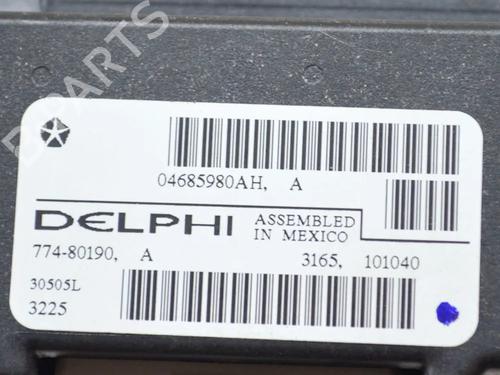 B-PARTS
04685980AH, A
DELPHI ASSEMBLED
IN MEXICO
774-80190, A 3165, 101040
30505L
3225